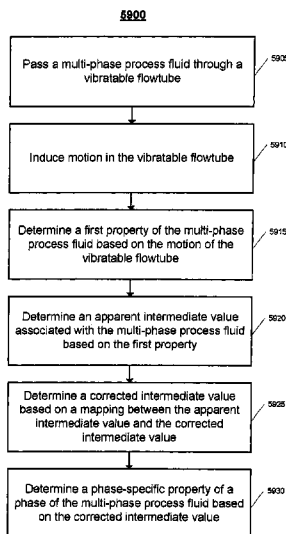 5900
Pass a multi-phase process fluid through a
vibratable flowtube
5905
Induce motion in the vibratable flowtube
5910
Determine a first property of the multi-phase
process fluid based on the motion of the
vibratable flowtube
5915
Determine an apparent intermediate value
associated with the multi-phase process fluid
based on the first property
5920
Determine a corrected intermediate value
based on a mapping between the apparent
intermediate value and the corrected
intermediate value
5925
Determine a phase-specific property of a
phase of the multi-phase process fluid based
on the corrected intermediate value
5930